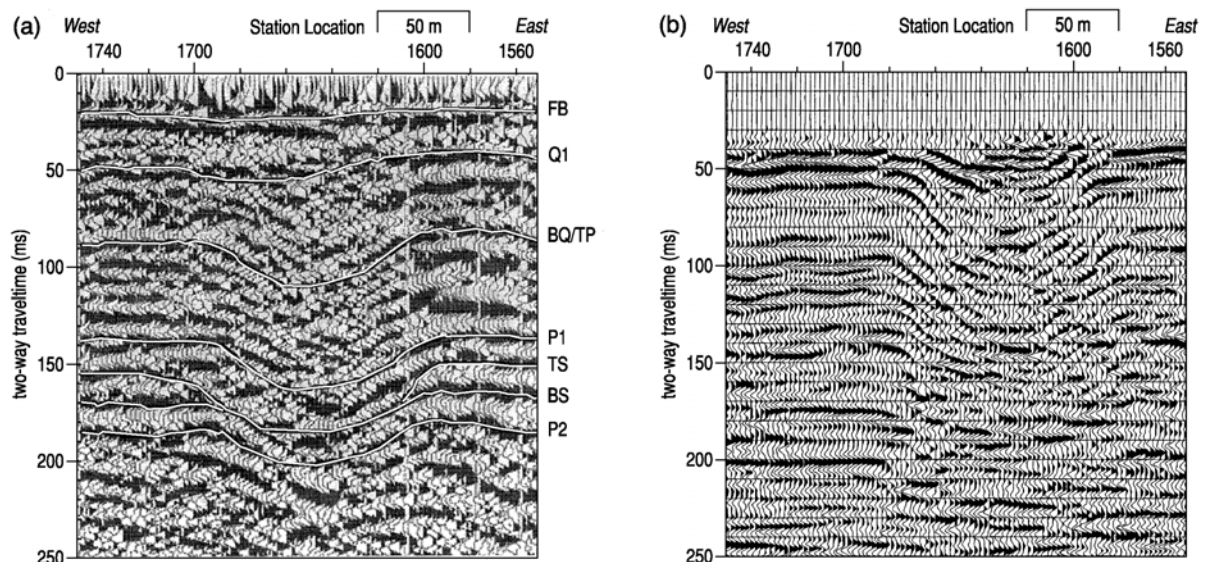 (a) West Station Location 50 m East
1740 1700 1600 1560
0
50
100
150
200
250
two-way traveltime (ms)
FB
Q1
BQ/TP
P1
TS
BS
P2
(b) West Station Location 50 m East
1740 1700 1600 1560
0
50
100
150
200
250
two-way traveltime (ms)